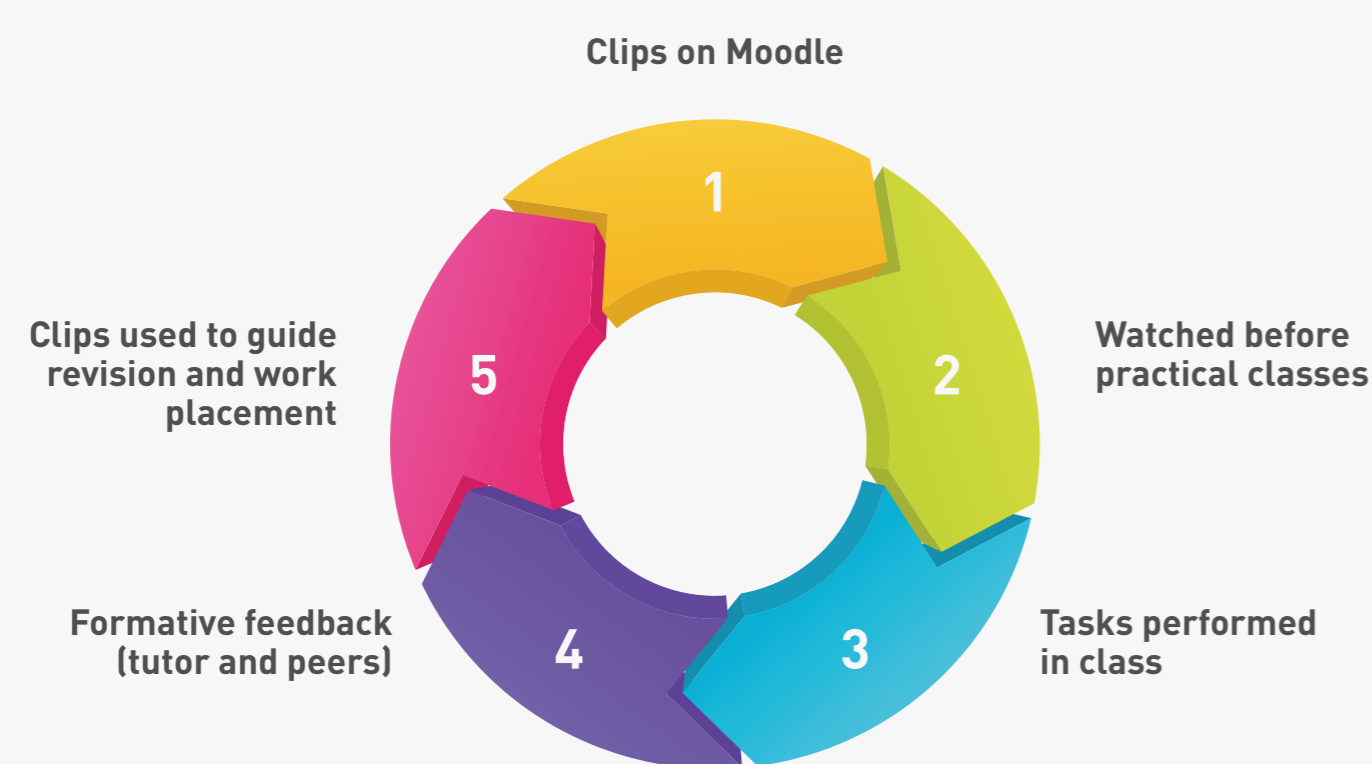 Clips on Moodle
1
2
Watched before
practical classes
3
Tasks performed
in class
4
Formative feedback
(tutor and peers)
5
Clips used to guide
revision and work
placement